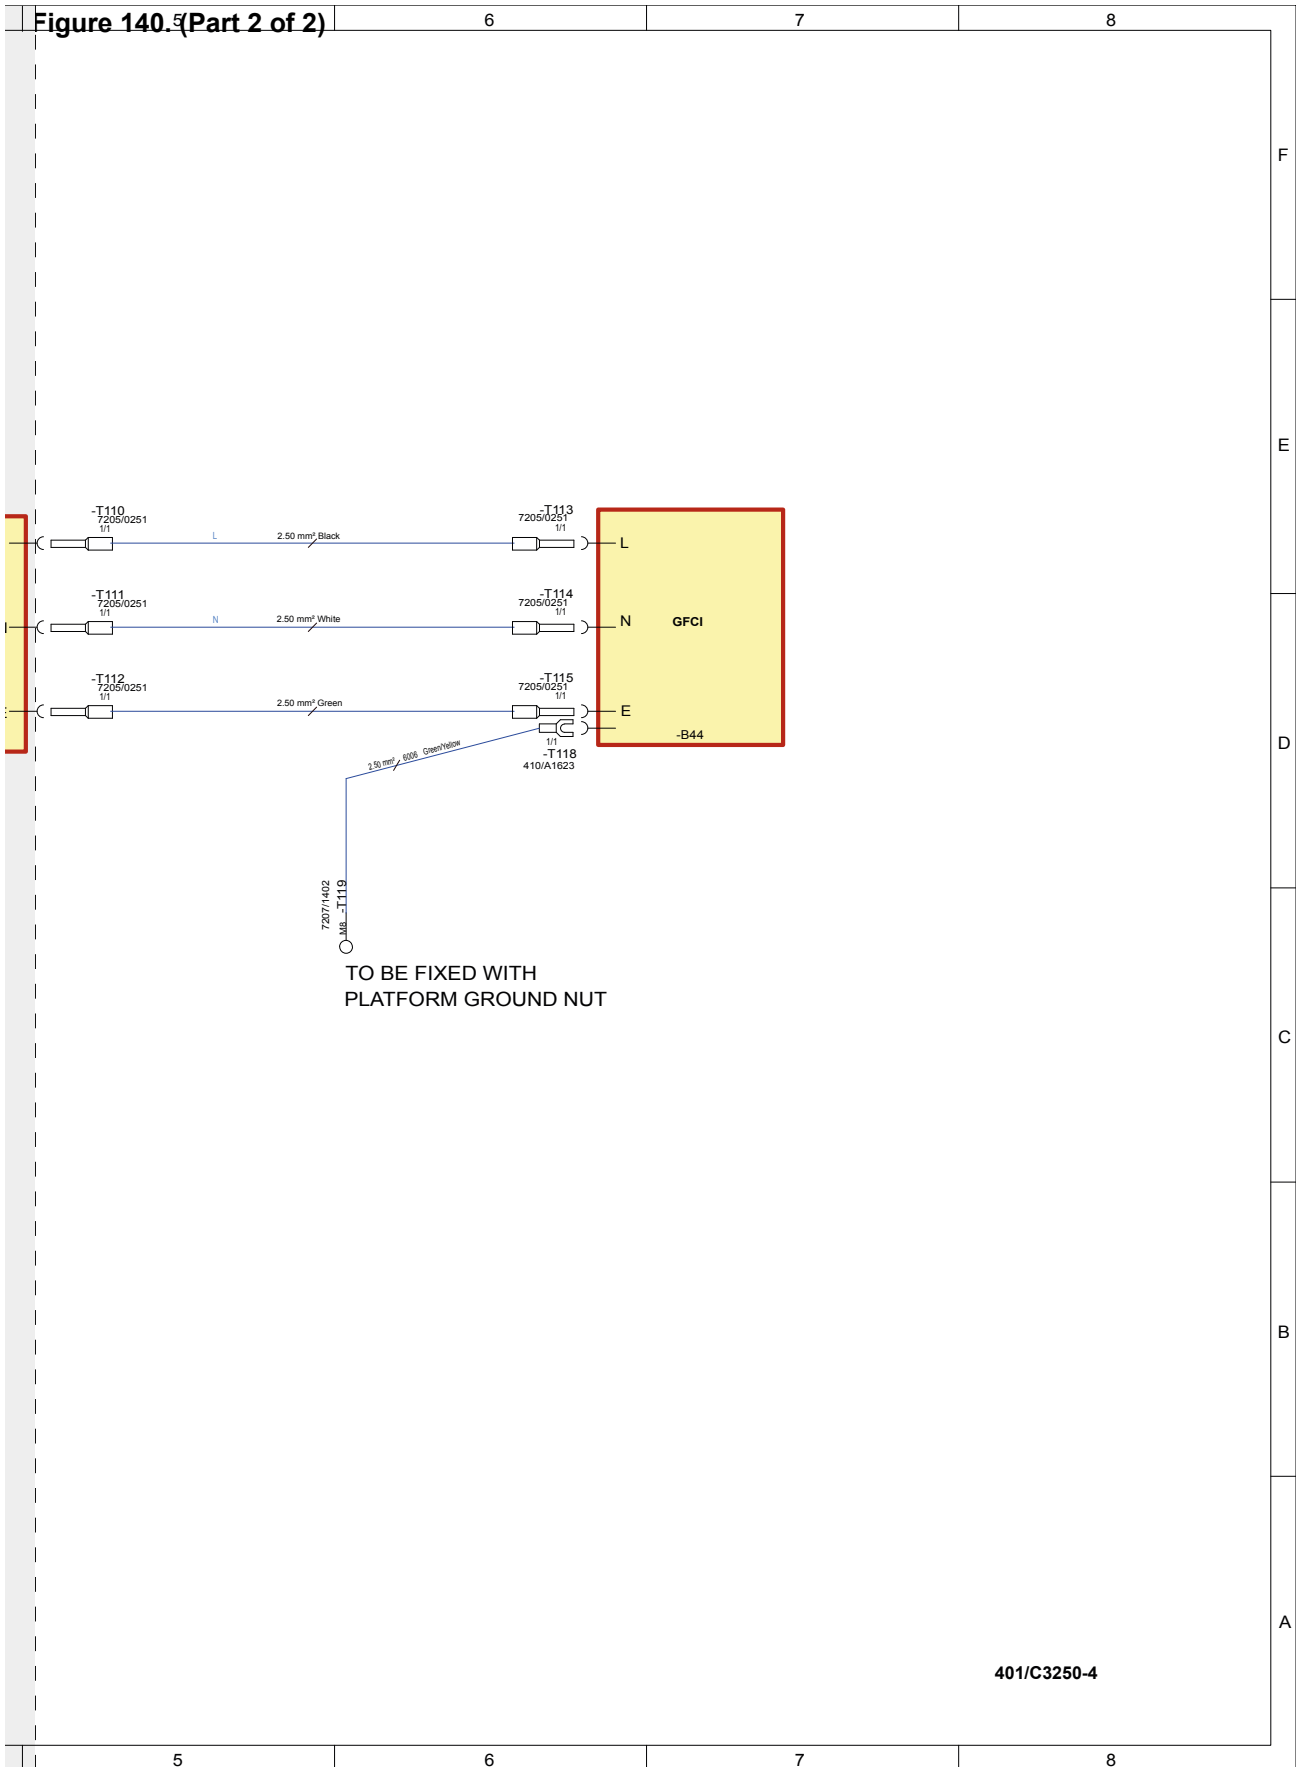 Figure 140. (Part 2 of 2)
5
6
7
8
F
E
D
C
B
A
-T110
7205/0251
1/1
L
2.50 mm² Black
-T113
7205/0251
1/1
L
-T111
7205/0251
1/1
N
2.50 mm² White
-T114
7205/0251
1/1
N
GFCI
-T112
7205/0251
1/1
2.50 mm² Green
-T115
7205/0251
1/1
E
-B44
2.50 mm² 6006 Green/Yellow
1/1
-T118
410/A1623
7207/1402
M8 -T119
TO BE FIXED WITH
PLATFORM GROUND NUT
401/C3250-4
5
6
7
8